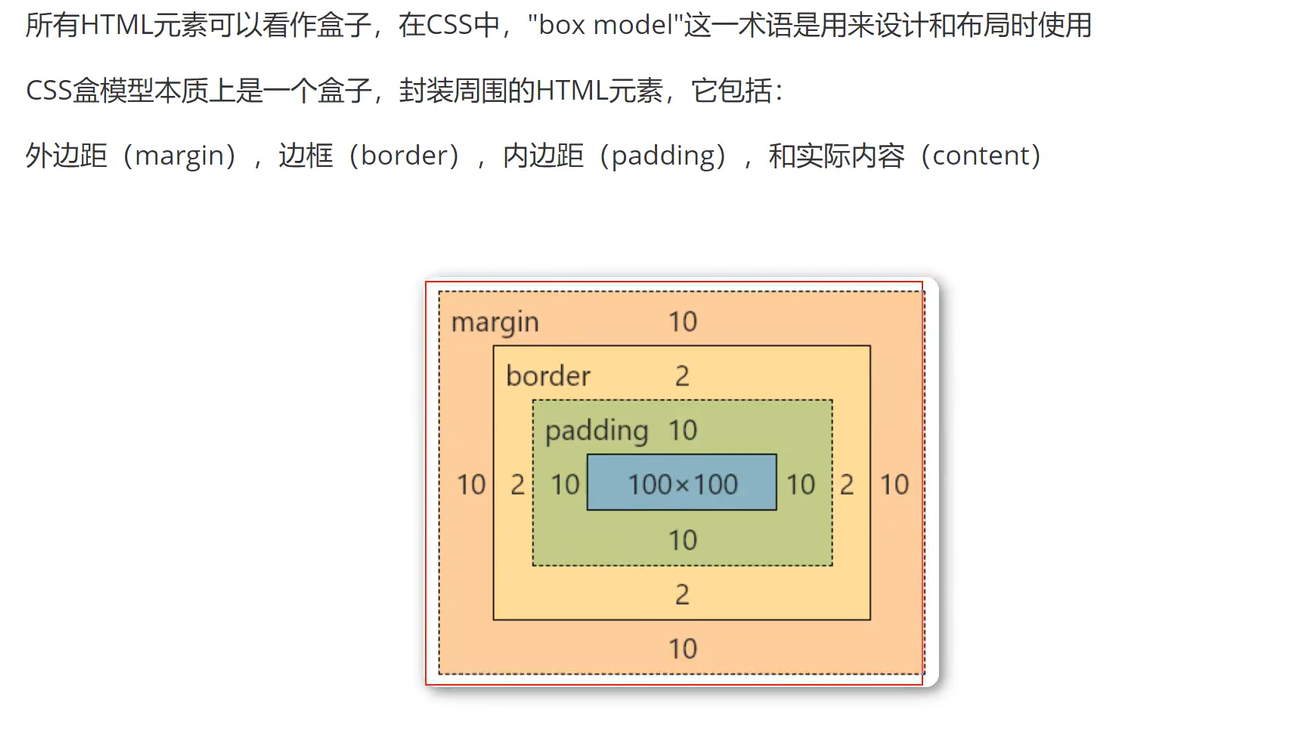 所有HTML元素可以看作盒子，在CSS中，"box model"这一术语是用来设计和布局时使用
CSS盒模型本质上是一个盒子，封装周围的HTML元素，它包括：
外边距（margin），边框（border），内边距（padding），和实际内容（content）
margin 10
border 2
padding 10
10 2 10 100×100 10 2 10
10
2
10